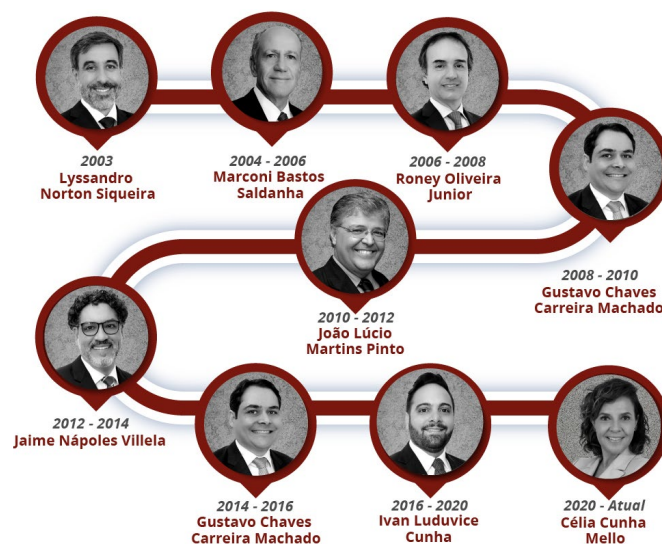 2003
Lyssandro
Norton Siqueira
2004 - 2006
Marconi Bastos
Saldanha
2006 - 2008
Roney Oliveira
Junior
2008 - 2010
Gustavo Chaves
Carreira Machado
2010 - 2012
João Lúcio
Martins Pinto
2012 - 2014
Jaime Nápoles Villela
2014 - 2016
Gustavo Chaves
Carreira Machado
2016 - 2020
Ivan Luduvice
Cunha
2020 - Atual
Célia Cunha
Mello